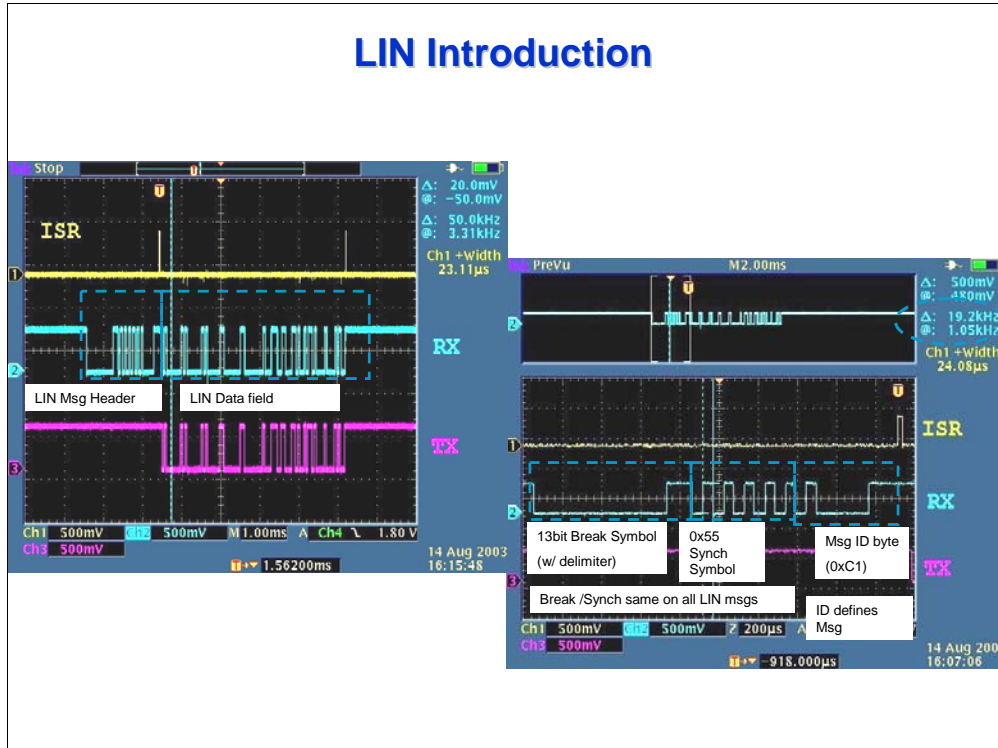 LIN Introduction
Stop
ISR
RX
LIN Msg Header
LIN Data field
TX
Δ: 20.0mV
@: -50.0mV
Δ: 50.0kHz
@: 3.31kHz
Ch1 +Width
23.11µs
Ch1 500mV Ch2 500mV M 1.00ms A Ch4 1.80 V
Ch3 500mV
1.56200ms
14 Aug 2003
16:15:48
PreVu M2.00ms
Δ: 500mV
@: 480mV
Δ: 19.2kHz
@: 1.05kHz
Ch1 +Width
24.08µs
ISR
RX
13bit Break Symbol
(w/ delimiter)
0x55
Synch
Symbol
Msg ID byte
(0xC1)
TX
Break /Synch same on all LIN msgs
ID defines
Msg
Ch1 500mV Ch2 500mV Z 200µs A
Ch3 500mV
-918.000µs
14 Aug 200
16:07:06